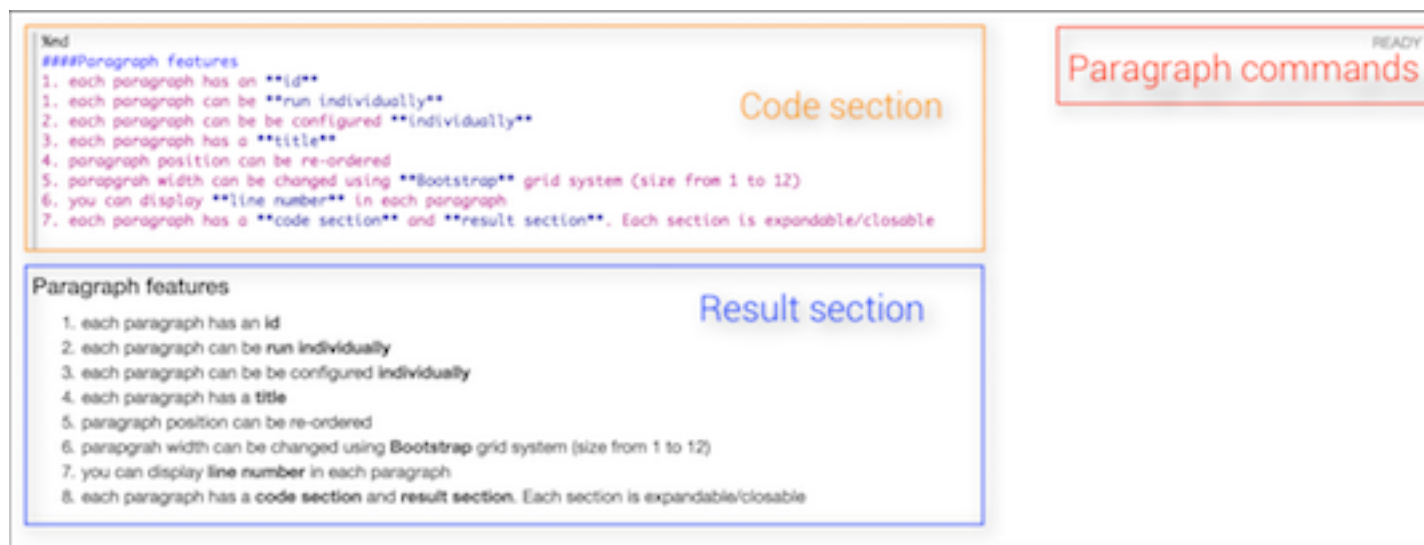 %md
####Paragraph features
1. each paragraph has an **id**
1. each paragraph can be **run individually**
2. each paragraph can be be configured **individually**
3. each paragraph has a **title**
4. paragraph position can be re-ordered
5. parapgrah width can be changed using **Bootstrap** grid system (size from 1 to 12)
6. you can display **line number** in each paragraph
7. each paragraph has a **code section** and **result section**. Each section is expandable/closable
Code section
READY
Paragraph commands
Paragraph features
1. each paragraph has an id
2. each paragraph can be run individually
3. each paragraph can be be configured individually
4. each paragraph has a title
5. paragraph position can be re-ordered
6. parapgrah width can be changed using Bootstrap grid system (size from 1 to 12)
7. you can display line number in each paragraph
8. each paragraph has a code section and result section. Each section is expandable/closable
Result section